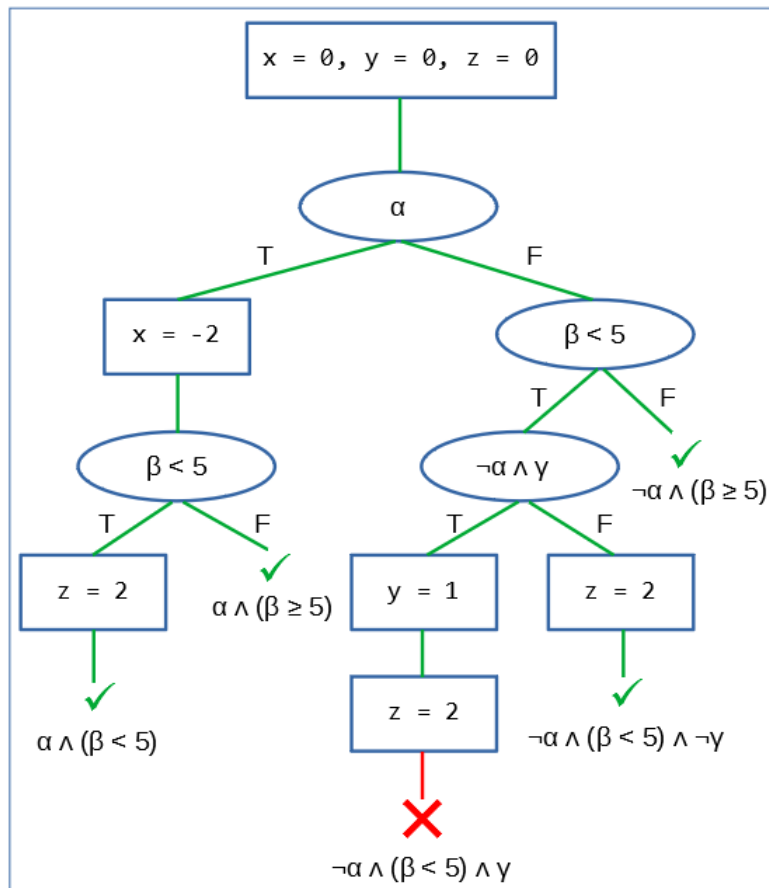 x = 0, y = 0, z = 0
α
T
F
x = -2
β < 5
T
F
β < 5
¬α ∧ γ
¬α ∧ (β ≥ 5)
T
F
T
F
z = 2
α ∧ (β ≥ 5)
y = 1
z = 2
z = 2
α ∧ (β < 5)
¬α ∧ (β < 5) ∧ ¬γ
¬α ∧ (β < 5) ∧ γ